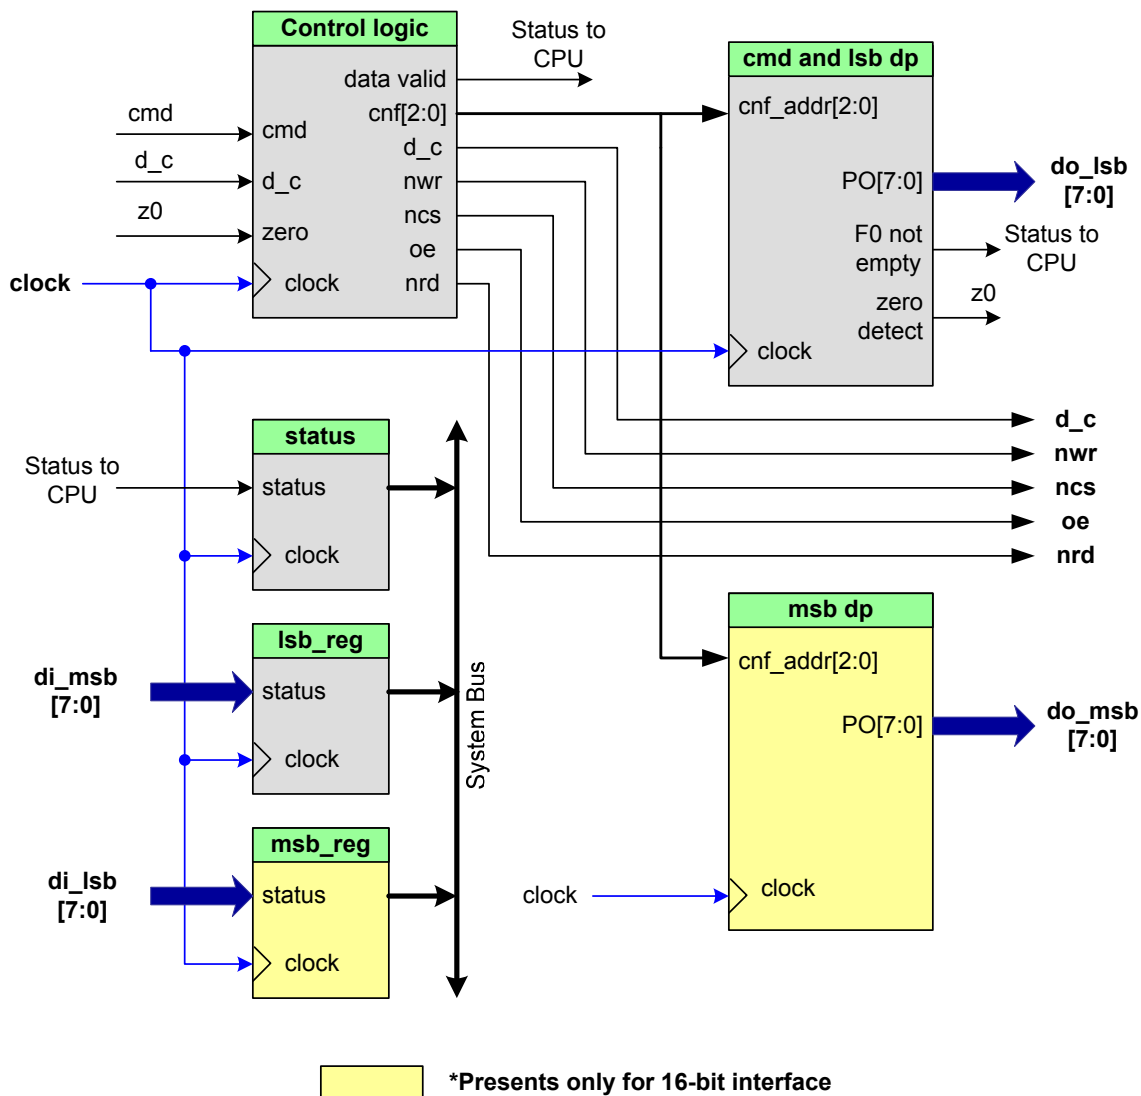 Control logic
data valid
cnf[2:0]
d_c
nwr
ncs
oe
nrd
cmd
d_c
zero
clock
cmd
d_c
z0
clock
Status to
CPU
cmd and lsb dp
cnf_addr[2:0]
PO[7:0]
F0 not
empty
zero
detect
clock
do_lsb
[7:0]
Status to
CPU
z0
d_c
nwr
ncs
oe
nrd
status
status
clock
Status to
CPU
lsb_reg
status
clock
di_msb
[7:0]
msb_reg
status
clock
di_lsb
[7:0]
System Bus
msb dp
cnf_addr[2:0]
PO[7:0]
clock
clock
do_msb
[7:0]
*Presents only for 16-bit interface